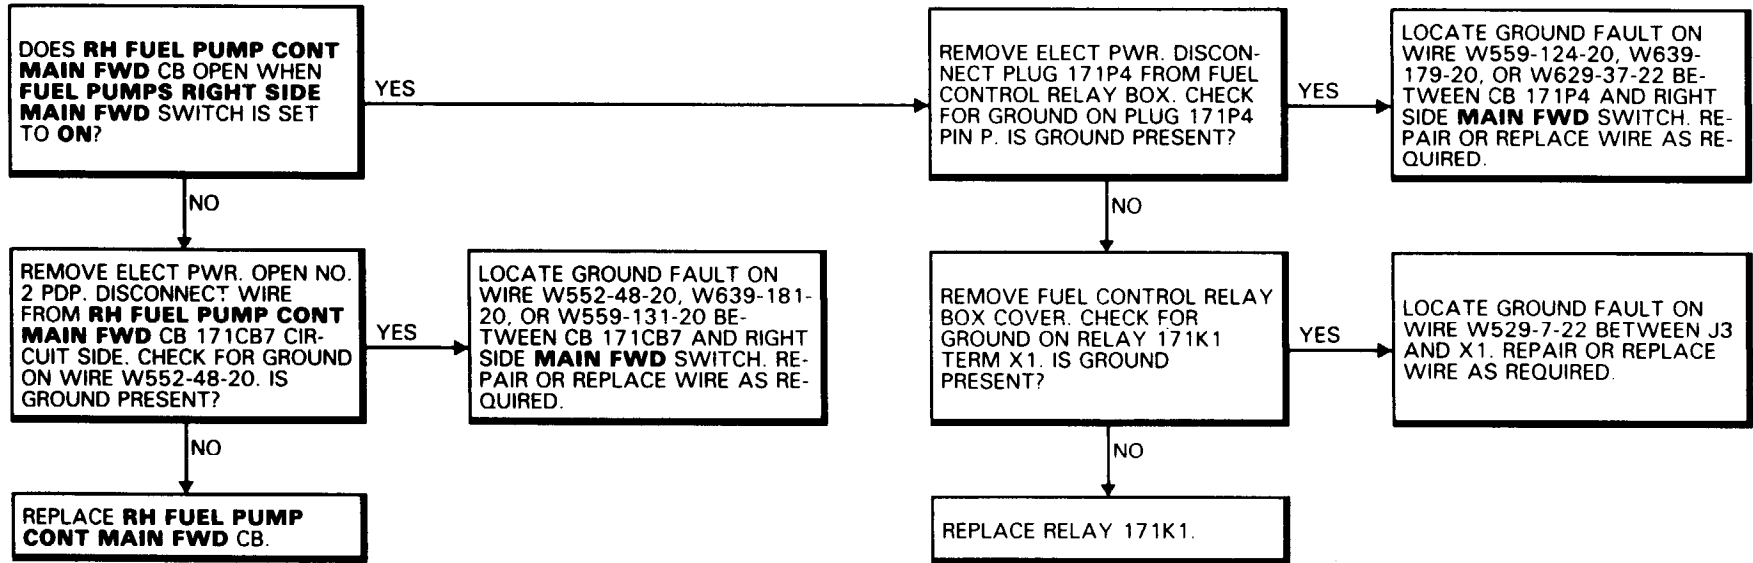 DOES RH FUEL PUMP CONT
MAIN FWD CB OPEN WHEN
FUEL PUMPS RIGHT SIDE
MAIN FWD SWITCH IS SET
TO ON?
YES
REMOVE ELECT PWR. DISCON-
NECT PLUG 171P4 FROM FUEL
CONTROL RELAY BOX. CHECK
FOR GROUND ON PLUG 171P4
PIN P. IS GROUND PRESENT?
YES
LOCATE GROUND FAULT ON
WIRE W559-124-20, W639-
179-20, OR W629-37-22 BE-
TWEEN CB 171P4 AND RIGHT
SIDE MAIN FWD SWITCH. RE-
PAIR OR REPLACE WIRE AS RE-
QUIRED.
NO
NO
REMOVE ELECT PWR. OPEN NO.
2 PDP. DISCONNECT WIRE
FROM RH FUEL PUMP CONT
MAIN FWD CB 171CB7 CIR-
CUIT SIDE. CHECK FOR GROUND
ON WIRE W552-48-20. IS
GROUND PRESENT?
YES
LOCATE GROUND FAULT ON
WIRE W552-48-20, W639-181-
20, OR W559-131-20 BE-
TWEEN CB 171CB7 AND RIGHT
SIDE MAIN FWD SWITCH. RE-
PAIR OR REPLACE WIRE AS RE-
QUIRED.
REMOVE FUEL CONTROL RELAY
BOX COVER. CHECK FOR
GROUND ON RELAY 171K1
TERM X1. IS GROUND
PRESENT?
YES
LOCATE GROUND FAULT ON
WIRE W529-7-22 BETWEEN J3
AND X1. REPAIR OR REPLACE
WIRE AS REQUIRED.
NO
NO
REPLACE RH FUEL PUMP
CONT MAIN FWD CB.
REPLACE RELAY 171K1.